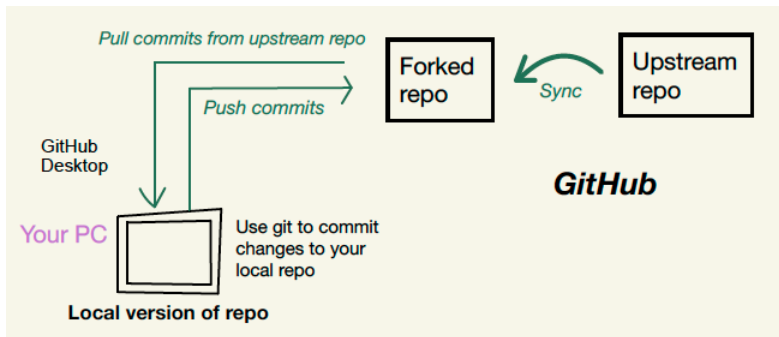 Pull commits from upstream repo
Forked
repo
Upstream
repo
Sync
Push commits
GitHub
Desktop
GitHub
Your PC
Use git to commit
changes to your
local repo
Local version of repo